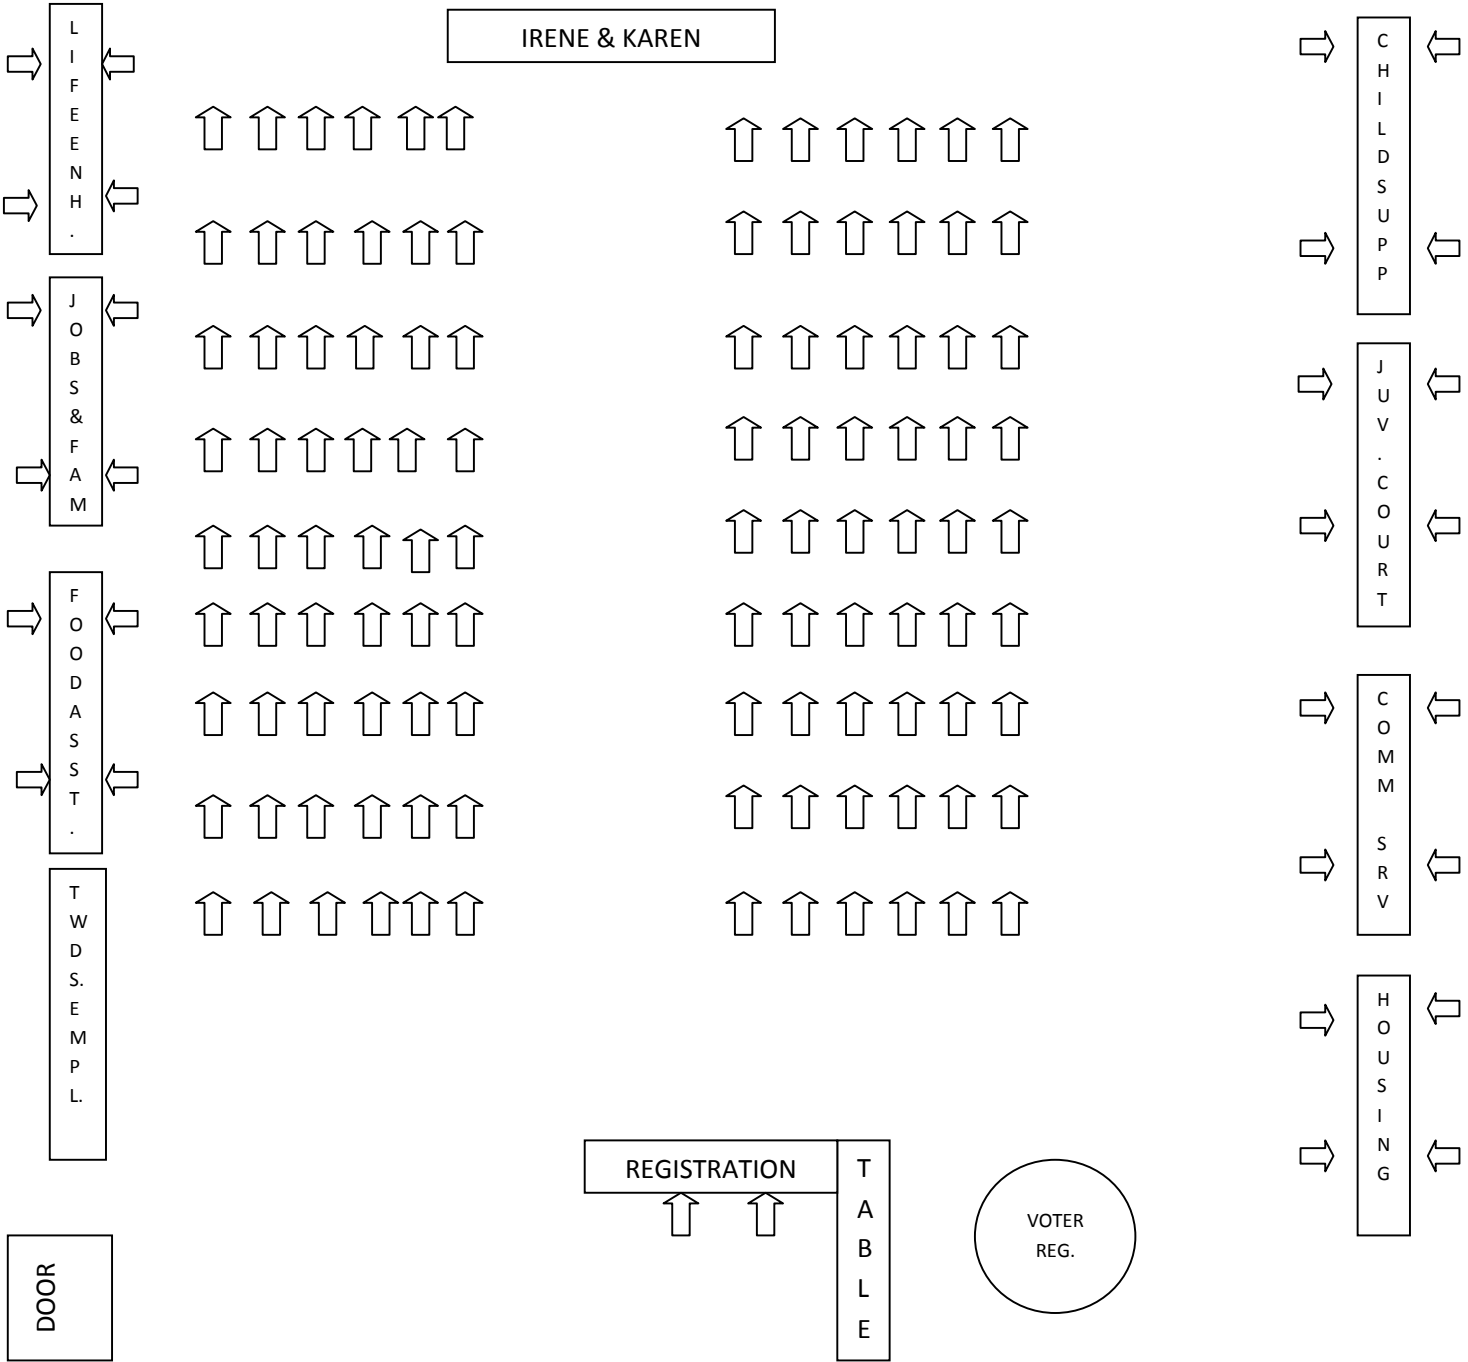 IRENE & KAREN
LIFEENH.
JOBS&FAM
FOODASST.
TWDS.EMPL.
DOOR
REGISTRATION
TABLE
VOTER
REG.
CHILDSUPP
JUV.COURT
COMM SRV
HOUSING